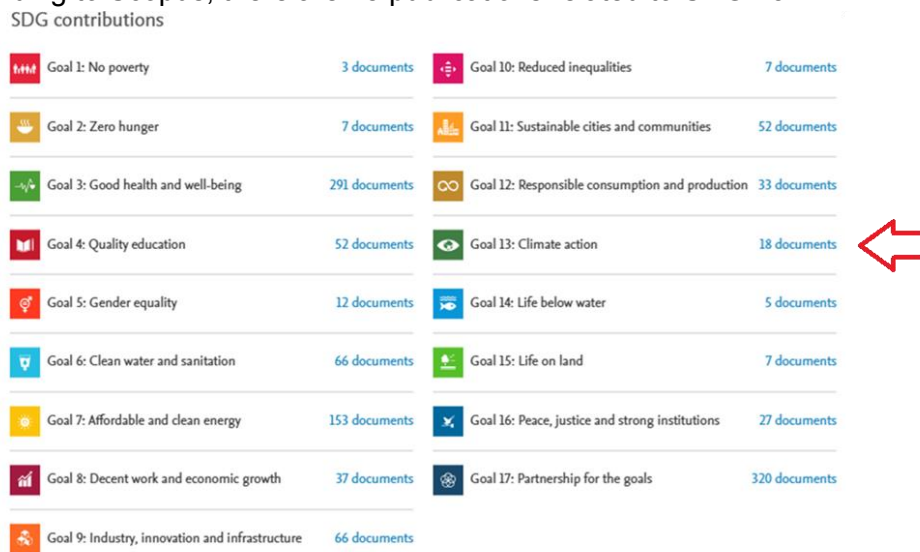 SDG contributions
Goal 1: No poverty 3 documents
Goal 2: Zero hunger 7 documents
Goal 3: Good health and well-being 291 documents
Goal 4: Quality education 52 documents
Goal 5: Gender equality 12 documents
Goal 6: Clean water and sanitation 66 documents
Goal 7: Affordable and clean energy 153 documents
Goal 8: Decent work and economic growth 37 documents
Goal 9: Industry, innovation and infrastructure 66 documents
Goal 10: Reduced inequalities 7 documents
Goal 11: Sustainable cities and communities 52 documents
Goal 12: Responsible consumption and production 33 documents
Goal 13: Climate action 18 documents
Goal 14: Life below water 5 documents
Goal 15: Life on land 7 documents
Goal 16: Peace, justice and strong institutions 27 documents
Goal 17: Partnership for the goals 320 documents